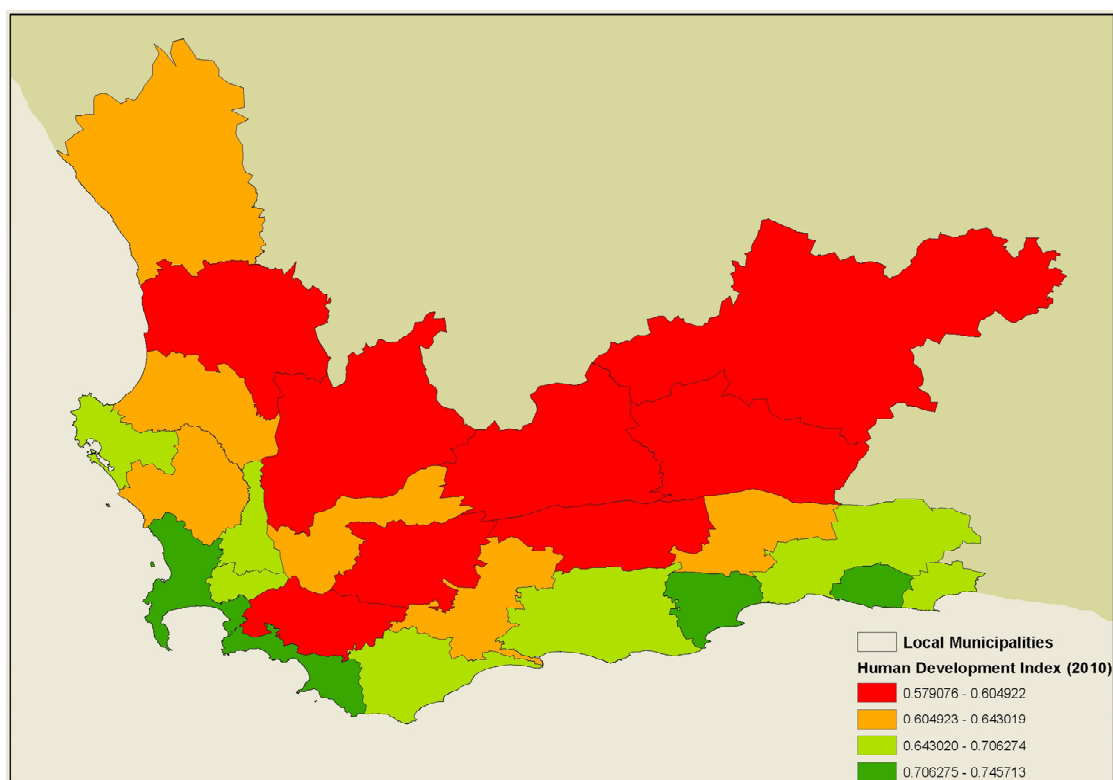 Local Municipalities
Human Development Index (2010)
0.579076 - 0.604922
0.604923 - 0.643019
0.643020 - 0.706274
0.706275 - 0.745713